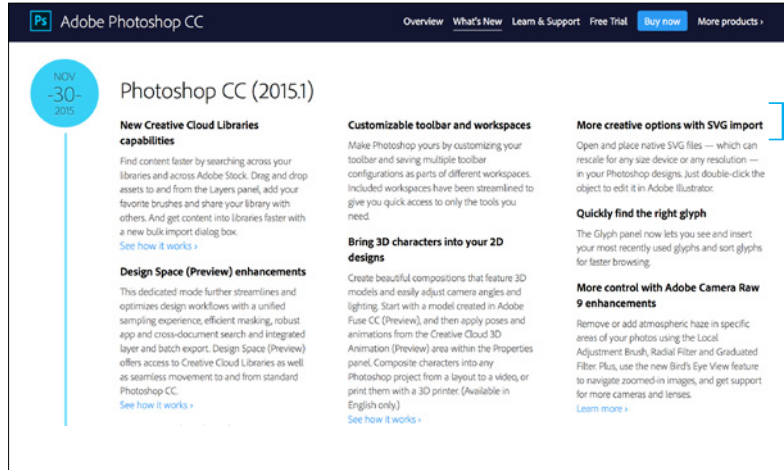 Ps Adobe Photoshop CC
Overview What's New Learn & Support Free Trial Buy now More products ›
NOV
-30-
2015
Photoshop CC (2015.1)
New Creative Cloud Libraries
capabilities
Find content faster by searching across your
libraries and across Adobe Stock. Drag and drop
assets to and from the Layers panel, add your
favorite brushes and share your library with
others. And get content into libraries faster with
a new bulk import dialog box.
See how it works ›
Design Space (Preview) enhancements
This dedicated mode further streamlines and
optimizes design workflows with a unified
sampling experience, efficient masking, robust
app and cross-document search and integrated
layer and batch export. Design Space (Preview)
offers access to Creative Cloud Libraries as well
as seamless movement to and from standard
Photoshop CC.
See how it works ›
Customizable toolbar and workspaces
Make Photoshop yours by customizing your
toolbar and saving multiple toolbar
configurations as parts of different workspaces.
Included workspaces have been streamlined to
give you quick access to only the tools you
need.
Bring 3D characters into your 2D
designs
Create beautiful compositions that feature 3D
models and easily adjust camera angles and
lighting. Start with a model created in Adobe
Fuse CC (Preview), and then apply poses and
animations from the Creative Cloud 3D
Animation (Preview) area within the Properties
panel. Composite characters into any
Photoshop project from a layout to a video, or
print them with a 3D printer. (Available in
English only.)
See how it works ›
More creative options with SVG import
Open and place native SVG files — which can
rescale for any size device or any resolution —
in your Photoshop designs. Just double-click the
object to edit it in Adobe Illustrator.
Quickly find the right glyph
The Glyph panel now lets you see and insert
your most recently used glyphs and sort glyphs
for faster browsing.
More control with Adobe Camera Raw
9 enhancements
Remove or add atmospheric haze in specific
areas of your photos using the Local
Adjustment Brush, Radial Filter and Graduated
Filter. Plus, use the new Bird's Eye View feature
to navigate zoomed-in images, and get support
for more cameras and lenses.
Learn more ›